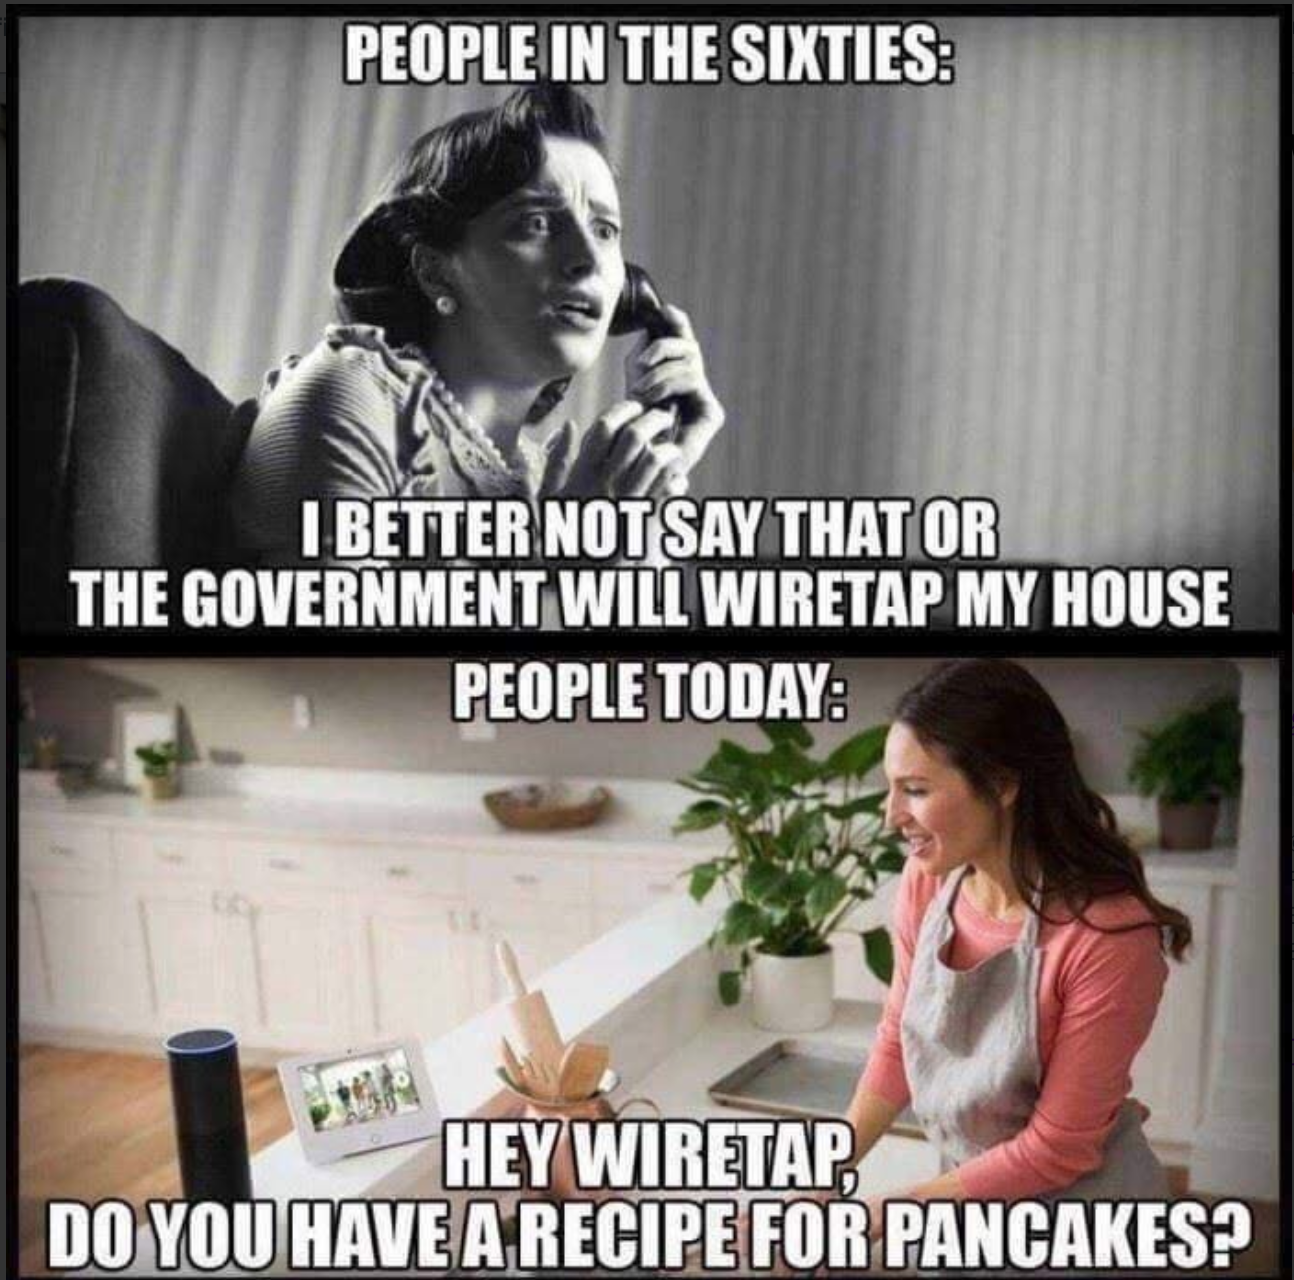 PEOPLE IN THE SIXTIES:
I BETTER NOT SAY THAT OR
THE GOVERNMENT WILL WIRETAP MY HOUSE
PEOPLE TODAY:
HEY WIRETAP,
DO YOU HAVE A RECIPE FOR PANCAKES?